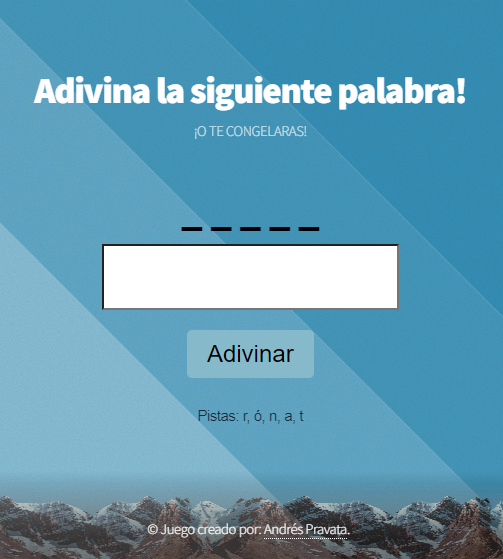 Adivina la siguiente palabra!
¡O TE CONGELARAS!
_ _ _ _ _
Adivinar
Pistas: r, ó, n, a, t
© Juego creado por: Andrés Pravata.